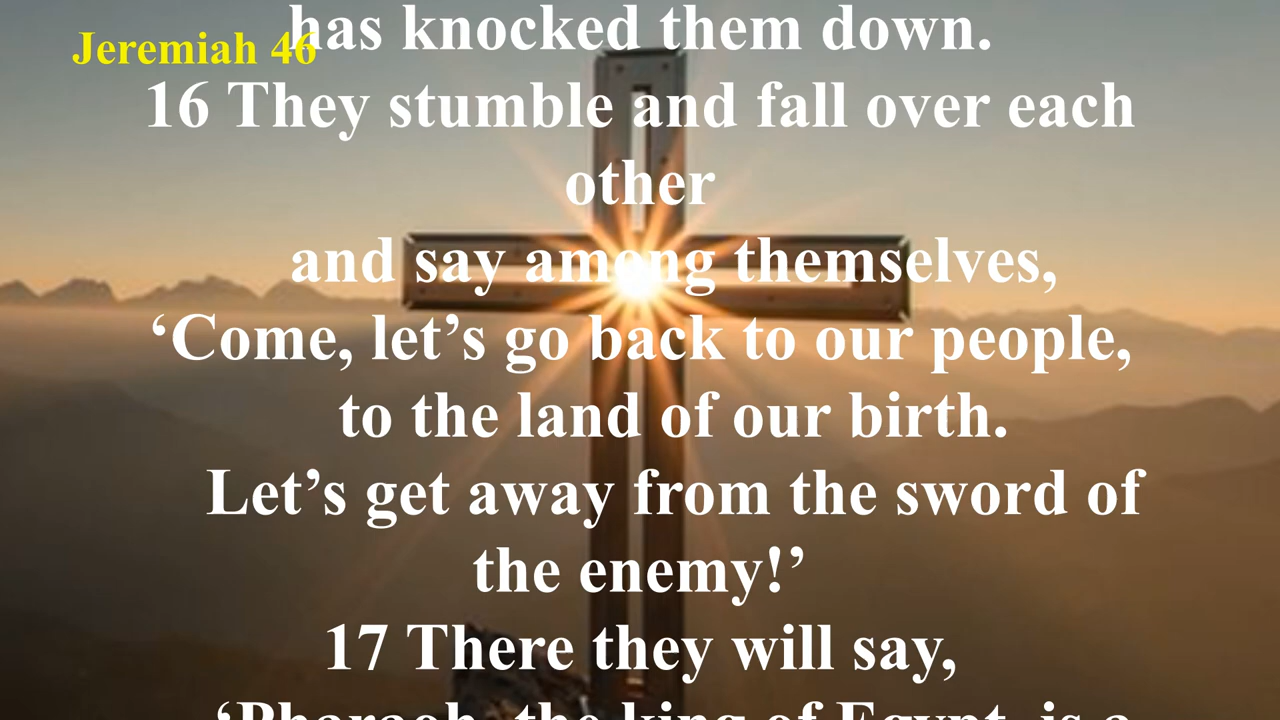 has knocked them down.
Jeremiah 46
16 They stumble and fall over each
other
and say among themselves,
‘Come, let’s go back to our people,
to the land of our birth.
Let’s get away from the sword of
the enemy!’
17 There they will say,
‘Pharaoh, the king of Egypt, is a